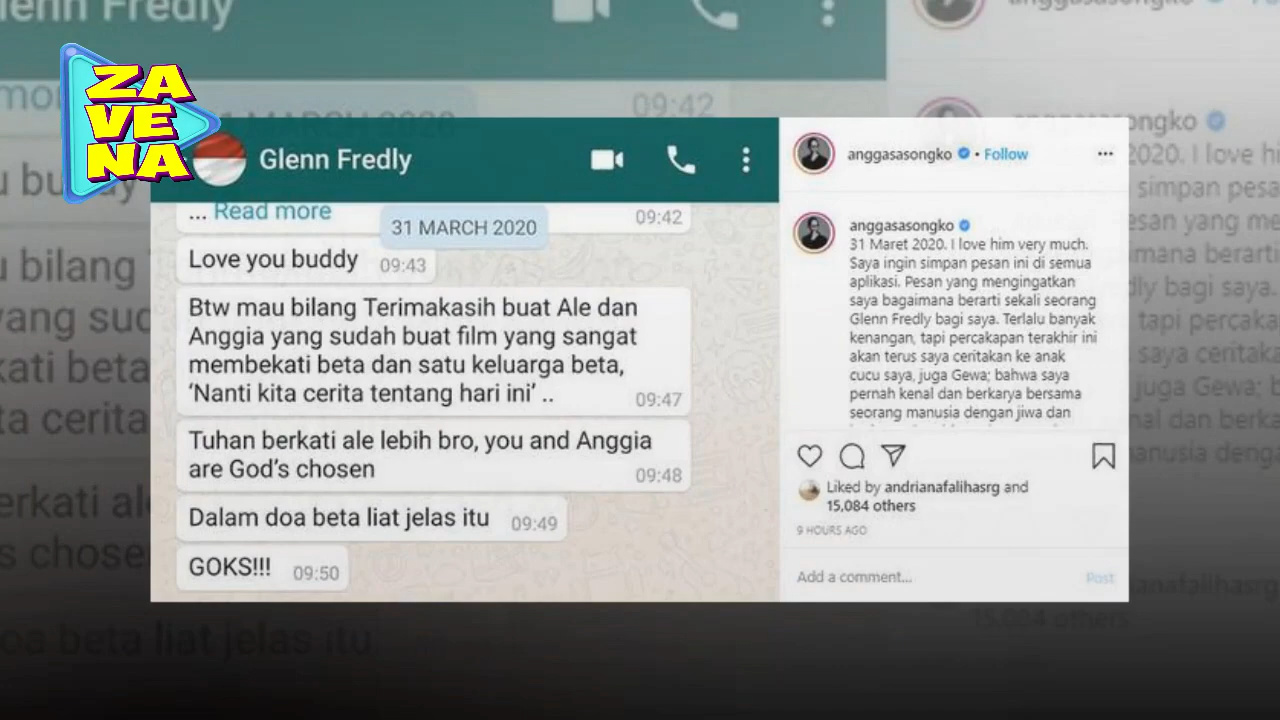 ZA
VE
NA
Glenn Fredly
... Read more
09:42
31 MARCH 2020
Love you buddy 09:43
Btw mau bilang Terimakasih buat Ale dan
Anggia yang sudah buat film yang sangat
membekati beta dan satu keluarga beta,
‘Nanti kita cerita tentang hari ini’ .. 09:47
Tuhan berkati ale lebih bro, you and Anggia
are God's chosen 09:48
Dalam doa beta liat jelas itu 09:49
GOKS!!! 09:50
anggasasongko • Follow
anggasasongko
31 Maret 2020. I love him very much.
Saya ingin simpan pesan ini di semua
aplikasi. Pesan yang mengingatkan
saya bagaimana berarti sekali seorang
Glenn Fredly bagi saya. Terlalu banyak
kenangan, tapi percakapan terakhir ini
akan terus saya ceritakan ke anak
cucu saya, juga Gewa; bahwa saya
pernah kenal dan berkarya bersama
seorang manusia dengan jiwa dan
Liked by andrianafalihasrg and
15,084 others
9 HOURS AGO
Add a comment...
Post